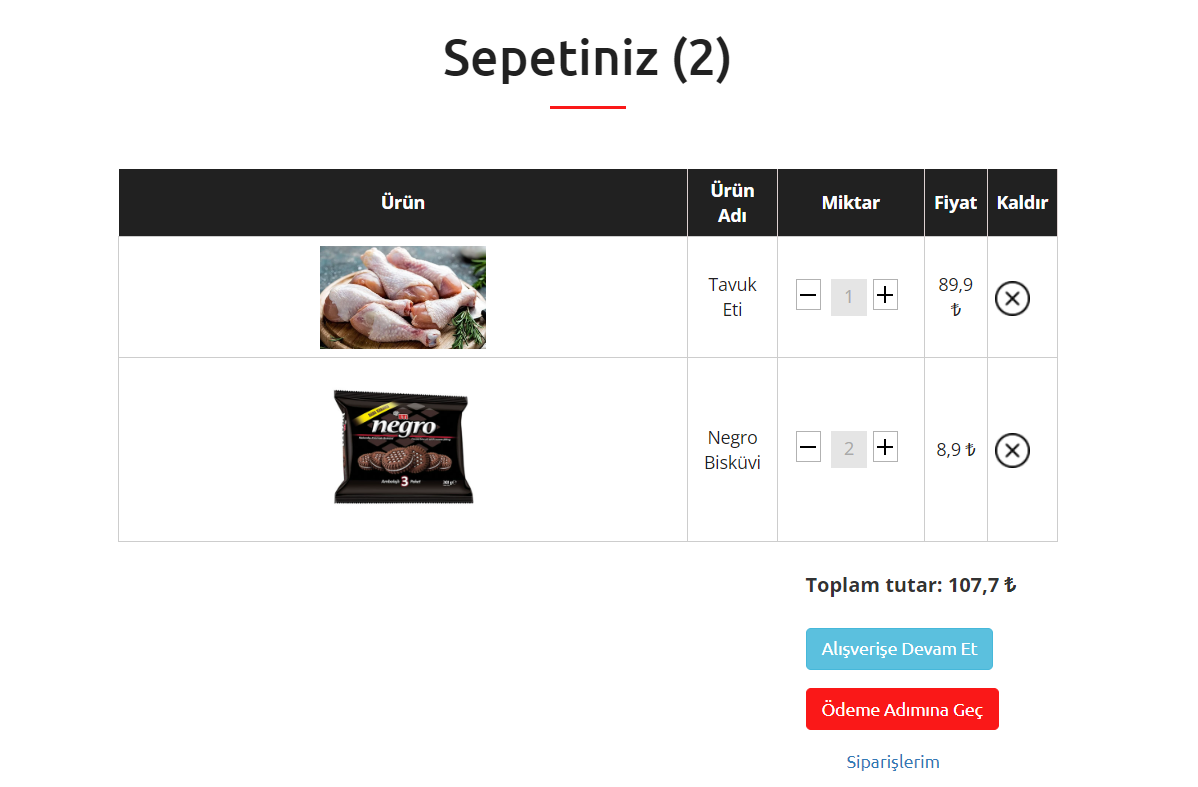 Sepetiniz (2)
Ürün
Ürün
Adı
Miktar
Fiyat
Kaldır
Tavuk
Eti
1
89,9
₺
negro
3
Negro
Bisküvi
2
8,9 ₺
Toplam tutar: 107,7 ₺
Alışverişe Devam Et
Ödeme Adımına Geç
Siparişlerim